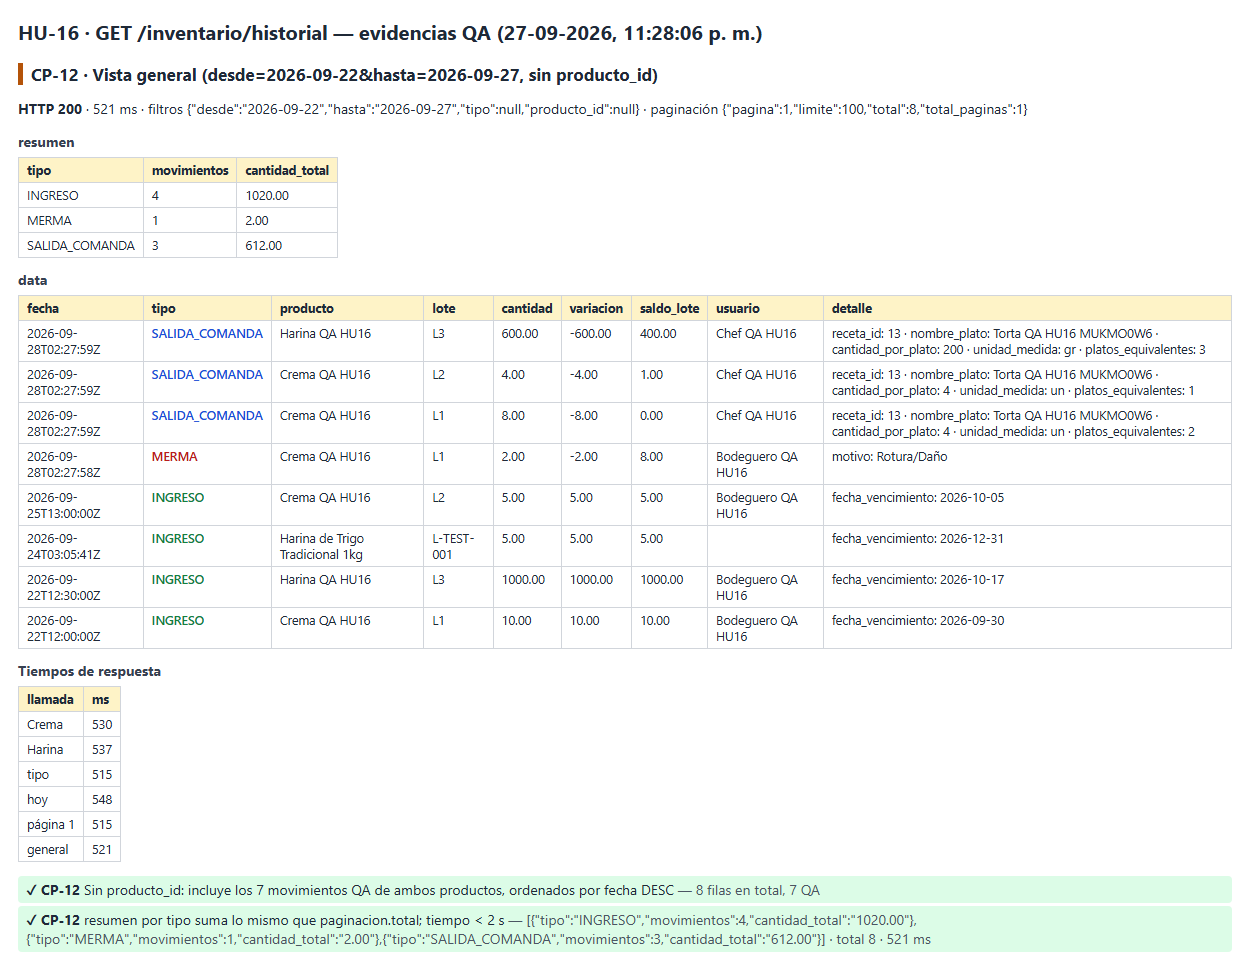 HU-16 · GET /inventario/historial — evidencias QA (27-09-2026, 11:28:06 p. m.)
CP-12 · Vista general (desde=2026-09-22&hasta=2026-09-27, sin producto_id)
HTTP 200 · 521 ms · filtros {"desde":"2026-09-22","hasta":"2026-09-27","tipo":null,"producto_id":null} · paginación {"pagina":1,"limite":100,"total":8,"total_paginas":1}
resumen
tipo movimientos cantidad_total
INGRESO 4 1020.00
MERMA 1 2.00
SALIDA_COMANDA 3 612.00
data
fecha tipo producto lote cantidad variacion saldo_lote usuario detalle
2026-09-28T02:27:59Z SALIDA_COMANDA Harina QA HU16 L3 600.00 -600.00 400.00 Chef QA HU16 receta_id: 13 · nombre_plato: Torta QA HU16 MUKMO0W6 · cantidad_por_plato: 200 · unidad_medida: gr · platos_equivalentes: 3
2026-09-28T02:27:59Z SALIDA_COMANDA Crema QA HU16 L2 4.00 -4.00 1.00 Chef QA HU16 receta_id: 13 · nombre_plato: Torta QA HU16 MUKMO0W6 · cantidad_por_plato: 4 · unidad_medida: un · platos_equivalentes: 1
2026-09-28T02:27:59Z SALIDA_COMANDA Crema QA HU16 L1 8.00 -8.00 0.00 Chef QA HU16 receta_id: 13 · nombre_plato: Torta QA HU16 MUKMO0W6 · cantidad_por_plato: 4 · unidad_medida: un · platos_equivalentes: 2
2026-09-28T02:27:58Z MERMA Crema QA HU16 L1 2.00 -2.00 8.00 Bodeguero QA HU16 motivo: Rotura/Daño
2026-09-25T13:00:00Z INGRESO Crema QA HU16 L2 5.00 5.00 5.00 Bodeguero QA HU16 fecha_vencimiento: 2026-10-05
2026-09-24T03:05:41Z INGRESO Harina de Trigo Tradicional 1kg L-TEST-001 5.00 5.00 5.00 fecha_vencimiento: 2026-12-31
2026-09-22T12:30:00Z INGRESO Harina QA HU16 L3 1000.00 1000.00 1000.00 Bodeguero QA HU16 fecha_vencimiento: 2026-10-17
2026-09-22T12:00:00Z INGRESO Crema QA HU16 L1 10.00 10.00 10.00 Bodeguero QA HU16 fecha_vencimiento: 2026-09-30
Tiempos de respuesta
llamada ms
Crema 530
Harina 537
tipo 515
hoy 548
página 1 515
general 521
✓ CP-12 Sin producto_id: incluye los 7 movimientos QA de ambos productos, ordenados por fecha DESC — 8 filas en total, 7 QA
✓ CP-12 resumen por tipo suma lo mismo que paginacion.total; tiempo < 2 s — [{"tipo":"INGRESO","movimientos":4,"cantidad_total":"1020.00"},
{"tipo":"MERMA","movimientos":1,"cantidad_total":"2.00"},{"tipo":"SALIDA_COMANDA","movimientos":3,"cantidad_total":"612.00"}] · total 8 · 521 ms